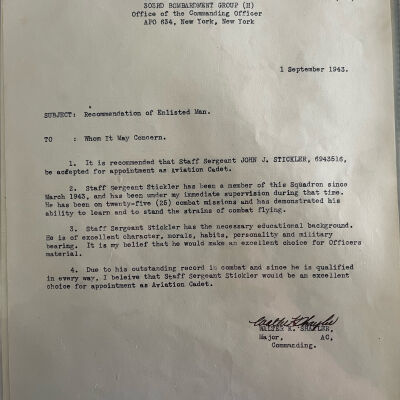 303RD BOMBARDMENT GROUP (H)
Office of the Commanding Officer
APO 634, New York, New York
1 September 1943.
SUBJECT: Recommendation of Enlisted Man.
TO : Whom It May Concern.
1. It is recommended that Staff Sergeant JOHN J. STICKLER, 6943516,
be accepted for appointment as Aviation Cadet.
2. Staff Sergeant Stickler has been a member of this Squadron since
March 1943, and has been under my immediate supervision during that time.
He has been on twenty-five (25) combat missions and has demonstrated his
ability to learn and to stand the strains of combat flying.
3. Staff Sergeant Stickler has the necessary educational background.
He is of excellent character, morals, habits, personality and military
bearing. It is my belief that he would make an excellent choice for Officers
material.
4. Due to his outstanding record in combat and since he is qualified
in every way, I beleive that Staff Sergeant Stickler would be an excellent
choice for appointment as Aviation Cadet.
WALTER K. SHAYLER,
Major, AC,
Commanding.